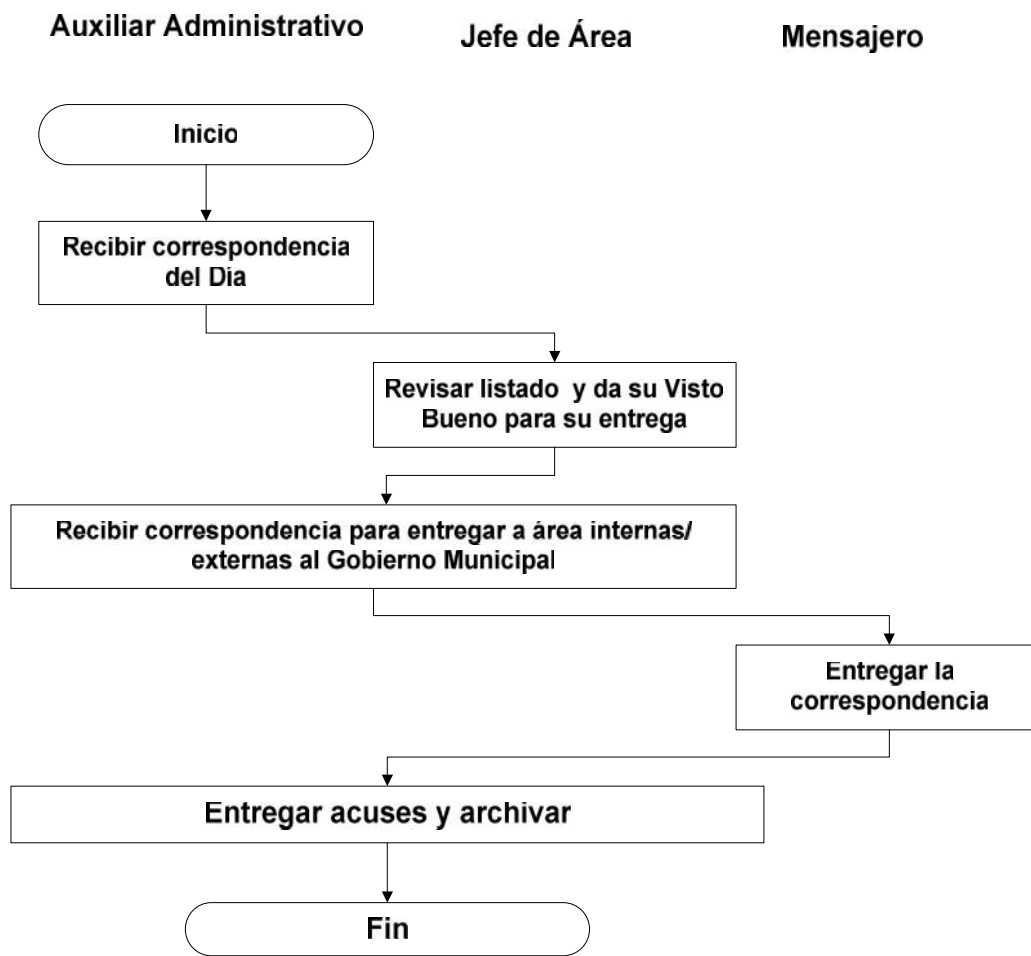 Auxiliar Administrativo
Jefe de Área
Mensajero
Inicio
Recibir correspondencia
del Dia
Revisar listado y da su Visto
Bueno para su entrega
Recibir correspondencia para entregar a área internas/
externas al Gobierno Municipal
Entregar la
correspondencia
Entregar acuses y archivar
Fin